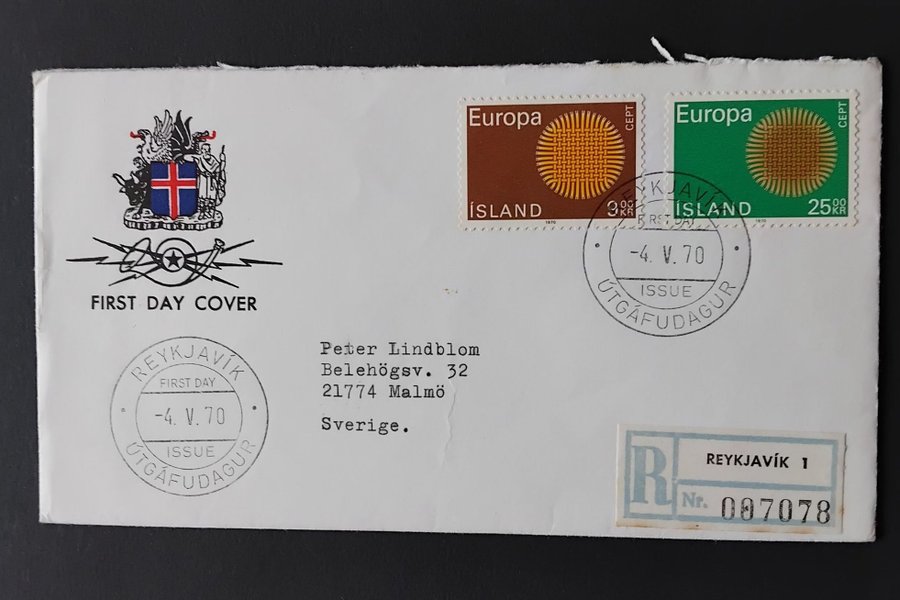 Europa
CEPT
ÍSLAND
9.00 KR
1970
Europa
CEPT
ÍSLAND
25.00 KR
1970
REYKJAVÍK
FIRST DAY
-4. V. 70
ISSUE
ÚTGÁFUDAGUR
FIRST DAY COVER
REYKJAVÍK
FIRST DAY
-4. V. 70
ISSUE
ÚTGÁFUDAGUR
Peter Lindblom
Belehögsv. 32
21774 Malmö
Sverige.
R
REYKJAVÍK 1
Nr. 007078